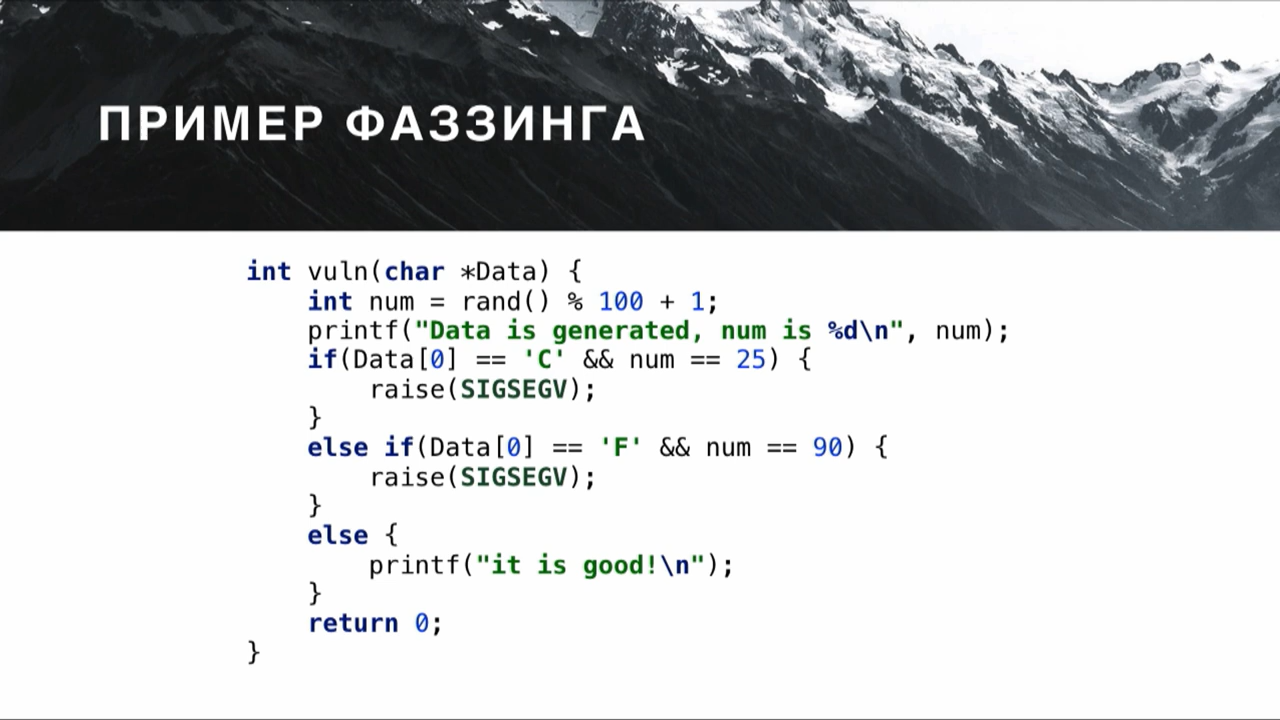 ПРИМЕР ФАЗЗИНГА
int vuln(char *Data) {
    int num = rand() % 100 + 1;
    printf("Data is generated, num is %d\n", num);
    if(Data[0] == 'C' && num == 25) {
        raise(SIGSEGV);
    }
    else if(Data[0] == 'F' && num == 90) {
        raise(SIGSEGV);
    }
    else {
        printf("it is good!\n");
    }
    return 0;
}